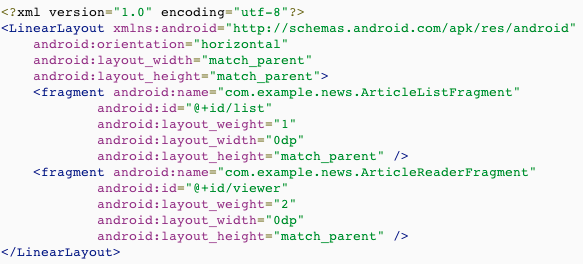 <?xml version="1.0" encoding="utf-8"?>
<LinearLayout xmlns:android="http://schemas.android.com/apk/res/android"
    android:orientation="horizontal"
    android:layout_width="match_parent"
    android:layout_height="match_parent">
    <fragment android:name="com.example.news.ArticleListFragment"
            android:id="@+id/list"
            android:layout_weight="1"
            android:layout_width="0dp"
            android:layout_height="match_parent" />
    <fragment android:name="com.example.news.ArticleReaderFragment"
            android:id="@+id/viewer"
            android:layout_weight="2"
            android:layout_width="0dp"
            android:layout_height="match_parent" />
</LinearLayout>